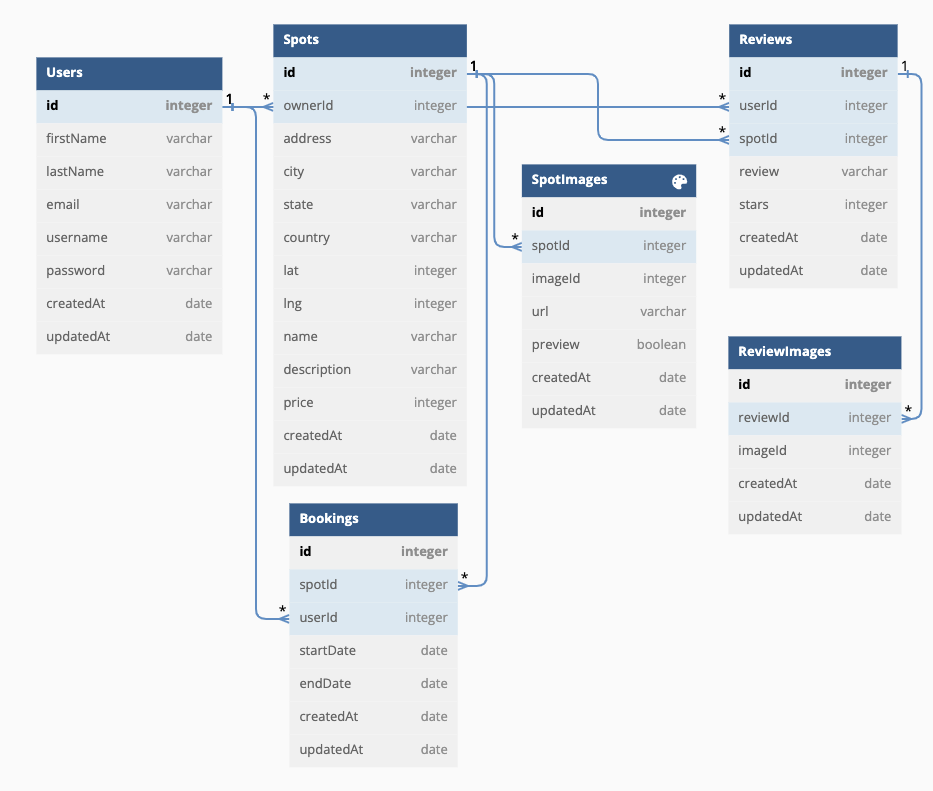 Users
id integer
firstName varchar
lastName varchar
email varchar
username varchar
password varchar
createdAt date
updatedAt date
1
*
*
Spots
id integer
ownerId integer
address varchar
city varchar
state varchar
country varchar
lat integer
lng integer
name varchar
description varchar
price integer
createdAt date
updatedAt date
1
Bookings
id integer
spotId integer
userId integer
startDate date
endDate date
createdAt date
updatedAt date
*
*
SpotImages
id integer
spotId integer
imageId integer
url varchar
preview boolean
createdAt date
updatedAt date
*
*
Reviews
id integer
userId integer
spotId integer
review varchar
stars integer
createdAt date
updatedAt date
1
ReviewImages
id integer
reviewId integer
imageId integer
createdAt date
updatedAt date
*